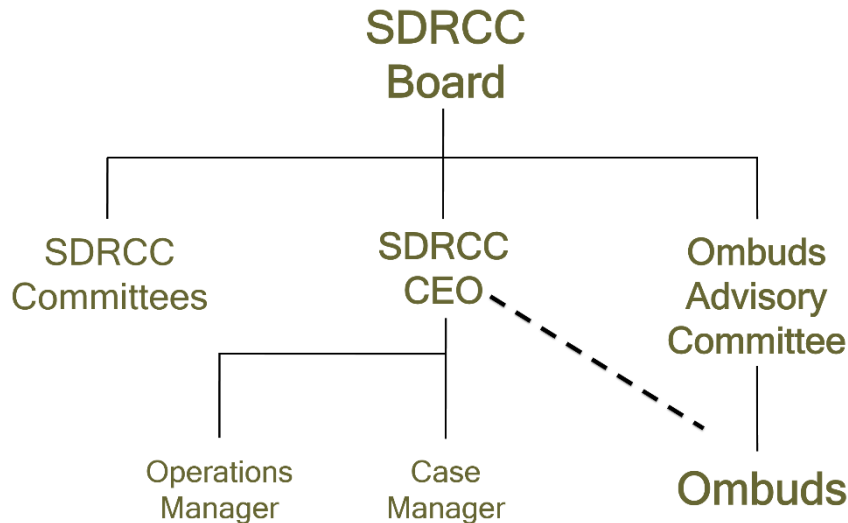 SDRCC
Board
SDRCC
Committees
SDRCC
CEO
Ombuds
Advisory
Committee
Operations
Manager
Case
Manager
Ombuds